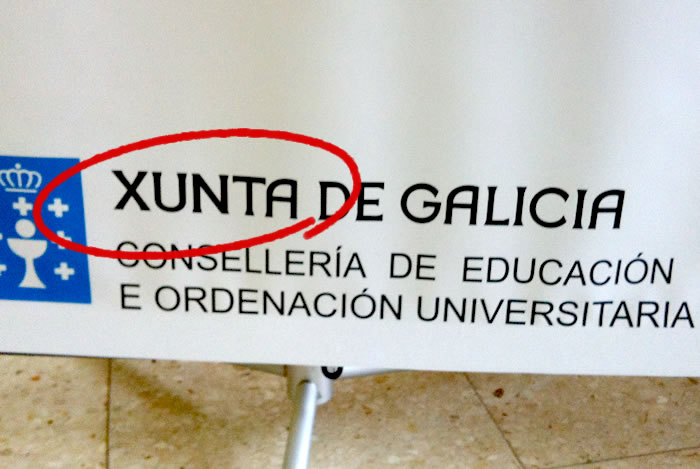 XUNTA DE GALICIA
CONSELLERÍA DE EDUCACIÓN
E ORDENACIÓN UNIVERSITARIA